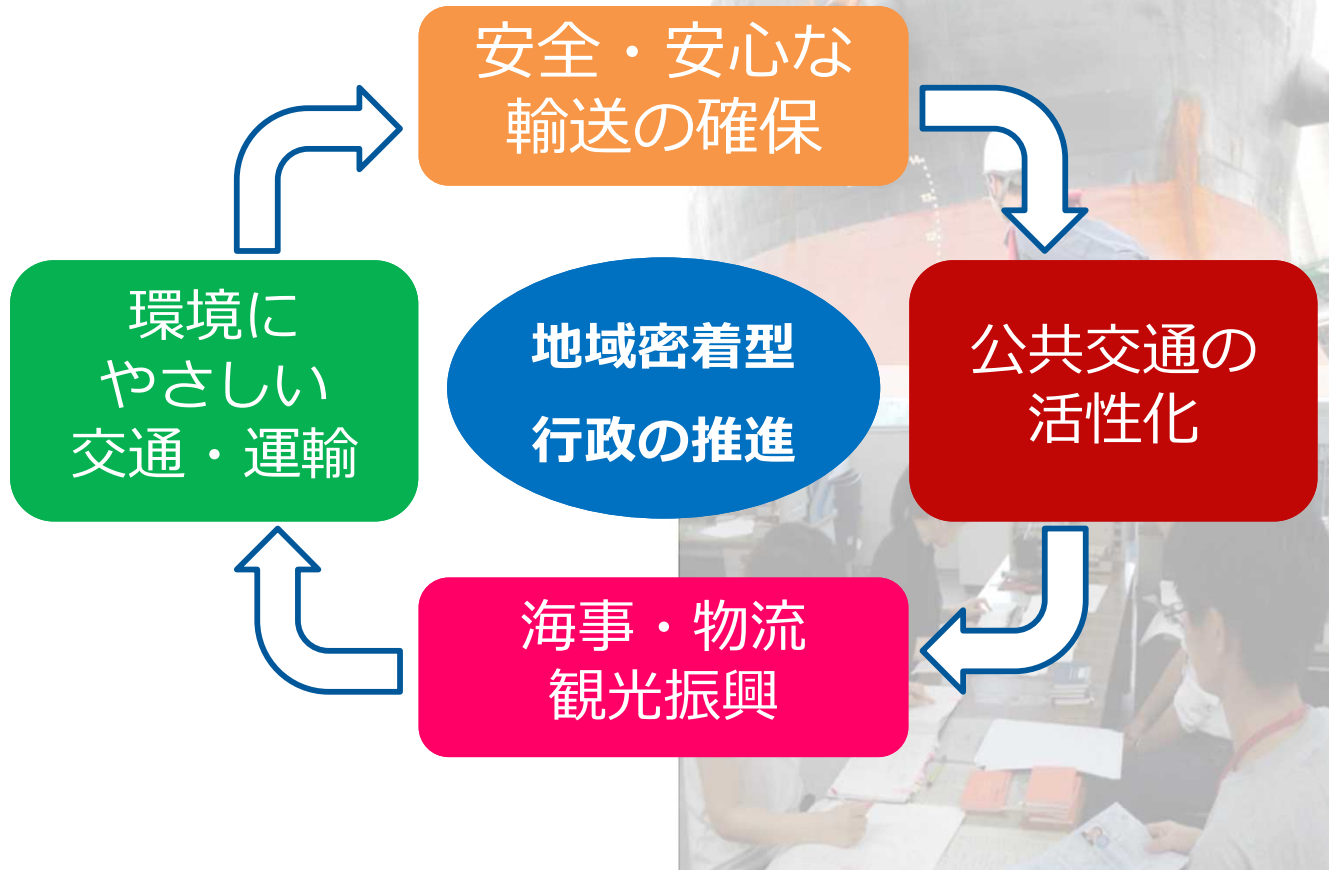 安全・安心な
輸送の確保
環境に
やさしい
交通・運輸
地域密着型
行政の推進
公共交通の
活性化
海事・物流
観光振興